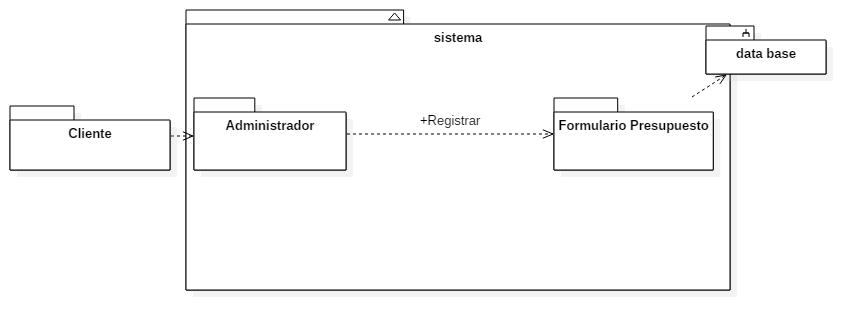 sistema
data base
Cliente
Administrador
+Registrar
Formulario Presupuesto